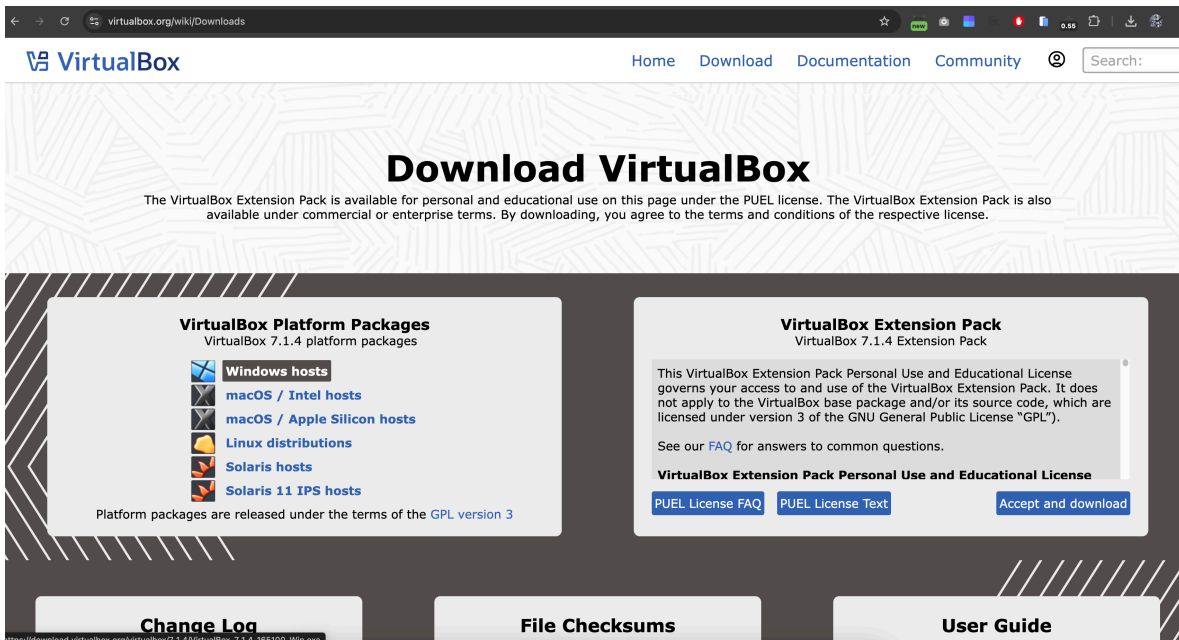 virtualbox.org/wiki/Downloads
new
0.55
VirtualBox
Home Download Documentation Community Search:
Download VirtualBox
The VirtualBox Extension Pack is available for personal and educational use on this page under the PUEL license. The VirtualBox Extension Pack is also
available under commercial or enterprise terms. By downloading, you agree to the terms and conditions of the respective license.
VirtualBox Platform Packages
VirtualBox 7.1.4 platform packages
Windows hosts
macOS / Intel hosts
macOS / Apple Silicon hosts
Linux distributions
Solaris hosts
Solaris 11 IPS hosts
Platform packages are released under the terms of the GPL version 3
VirtualBox Extension Pack
VirtualBox 7.1.4 Extension Pack
This VirtualBox Extension Pack Personal Use and Educational License
governs your access to and use of the VirtualBox Extension Pack. It does
not apply to the VirtualBox base package and/or its source code, which are
licensed under version 3 of the GNU General Public License “GPL”).
See our FAQ for answers to common questions.
VirtualBox Extension Pack Personal Use and Educational License
PUEL License FAQ PUEL License Text Accept and download
Change Log
File Checksums
User Guide